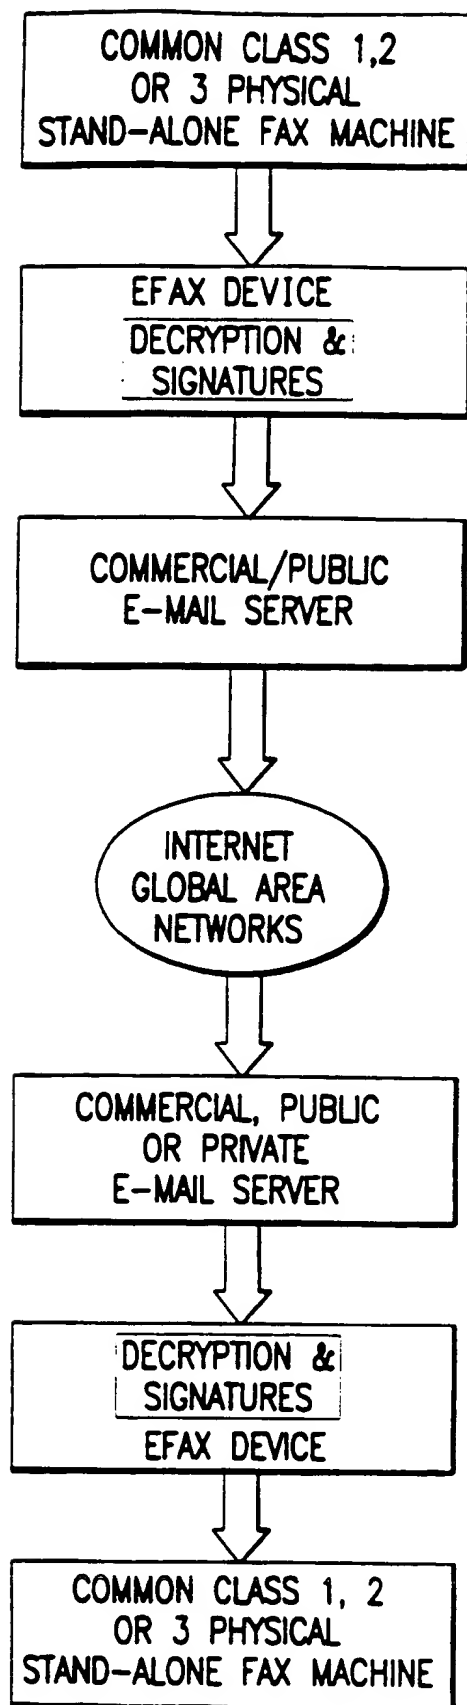 COMMON CLASS 1,2
OR 3 PHYSICAL
STAND-ALONE FAX MACHINE
EFAX DEVICE
DECRYPTION &
SIGNATURES
COMMERCIAL/PUBLIC
E-MAIL SERVER
INTERNET
GLOBAL AREA
NETWORKS
COMMERCIAL, PUBLIC
OR PRIVATE
E-MAIL SERVER
DECRYPTION &
SIGNATURES
EFAX DEVICE
COMMON CLASS 1, 2
OR 3 PHYSICAL
STAND-ALONE FAX MACHINE